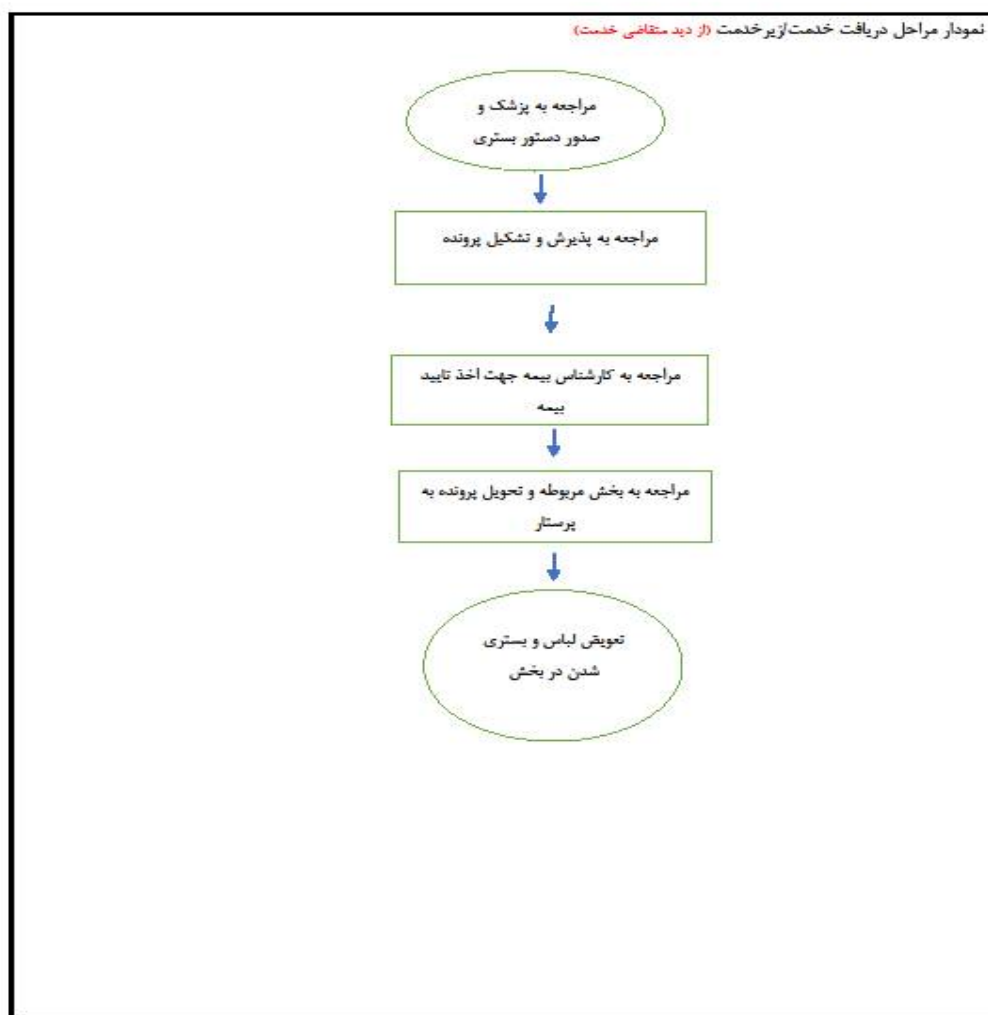 نمودار مراحل دریافت خدمت/زیرخدمت (از دید متقاضی خدمت)
مراجعه به پزشک و
صدور دستور بستری
مراجعه به پذیرش و تشکیل پرونده
مراجعه به کارشناس بیمه جهت اخذ تایید
بیمه
مراجعه به بخش مربوطه و تحویل پرونده به
پرستار
تعویض لباس و بستری
شدن در بخش